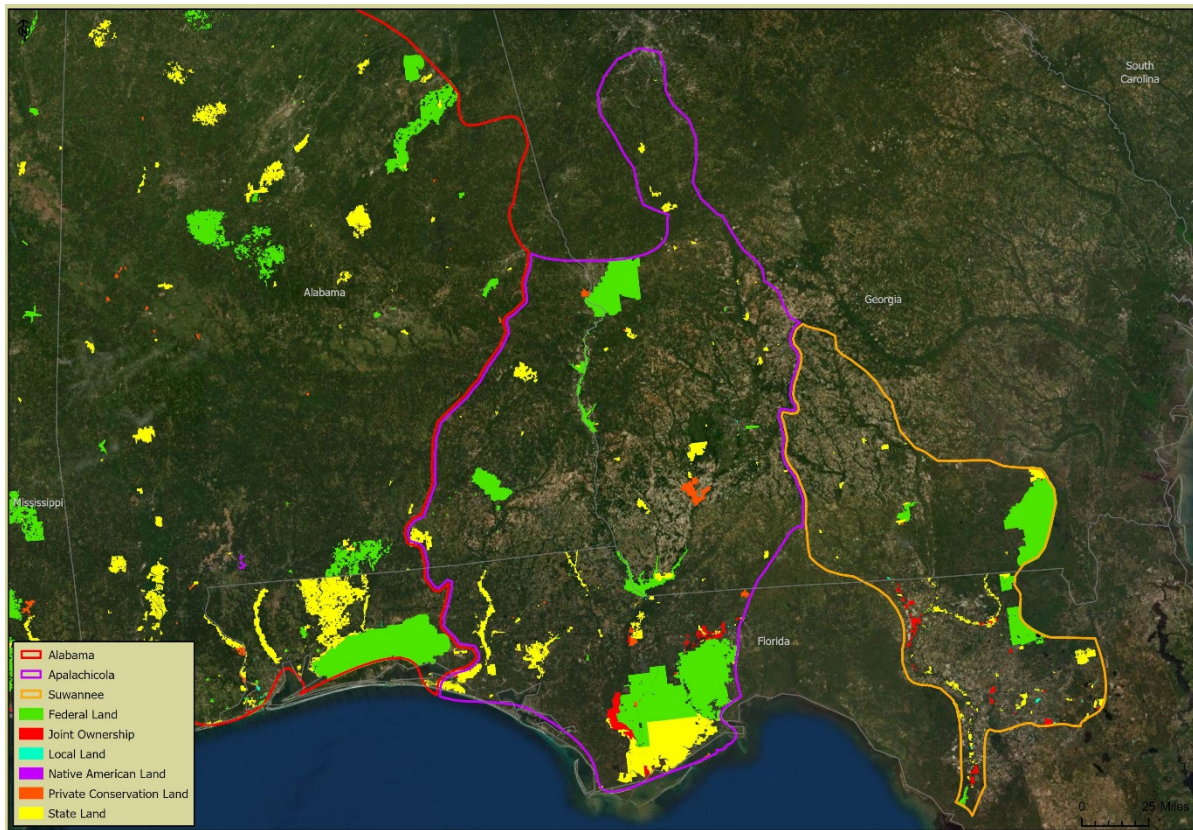 N
South
Carolina
Alabama
Georgia
Mississippi
Florida
Alabama
Apalachicola
Suwannee
Federal Land
Joint Ownership
Local Land
Native American Land
Private Conservation Land
State Land
0 25 Miles